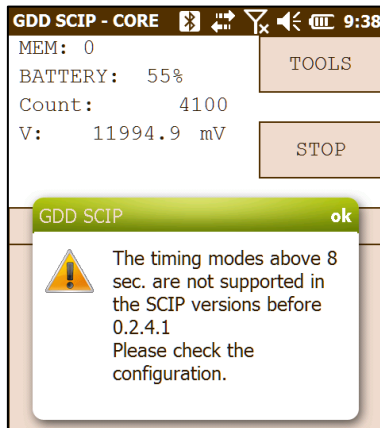 GDD SCIP - CORE 9:38
MEM: 0
BATTERY: 55%
Count: 4100
V: 11994.9 mV
TOOLS
STOP
GDD SCIP ok
The timing modes above 8
sec. are not supported in
the SCIP versions before
0.2.4.1
Please check the
configuration.